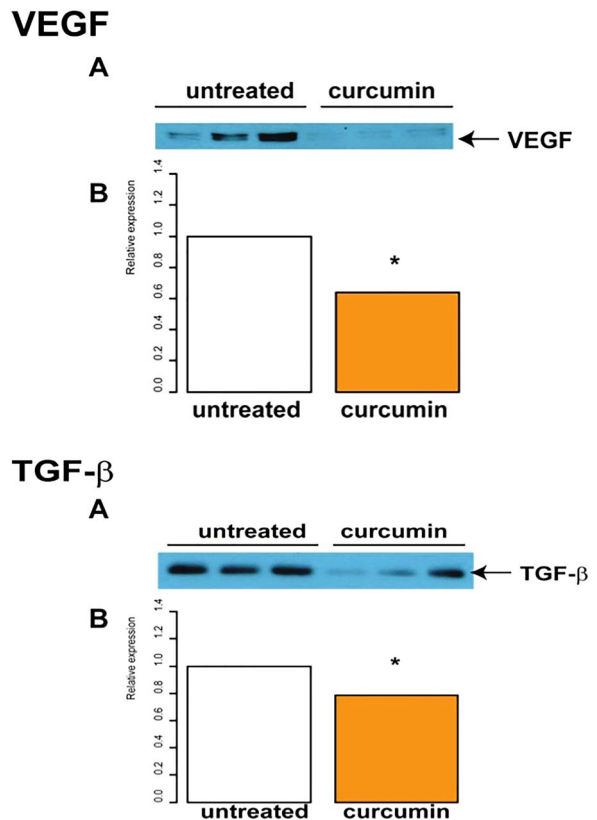 VEGF
A
untreated curcumin
VEGF
B
Relative expression
1.4
1.2
1.0
0.8
0.6
0.4
0.2
0.0
*
untreated curcumin
TGF-β
A
untreated curcumin
TGF-β
B
Relative expression
1.4
1.2
1.0
0.8
0.6
0.4
0.2
0.0
*
untreated curcumin